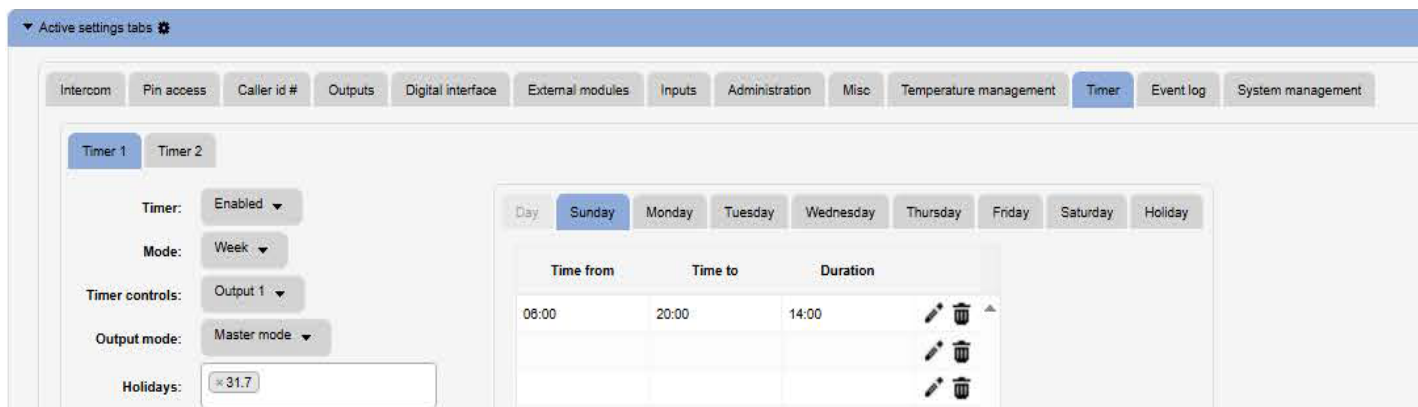 Active settings tabs
Intercom Pin access Caller id # Outputs Digital interface External modules Inputs Administration Misc Temperature management Timer Event log System management
Timer 1 Timer 2
Timer: Enabled
Mode: Week
Timer controls: Output 1
Output mode: Master mode
Holidays: × 31.7
Day Sunday Monday Tuesday Wednesday Thursday Friday Saturday Holiday
Time from Time to Duration
06:00 20:00 14:00